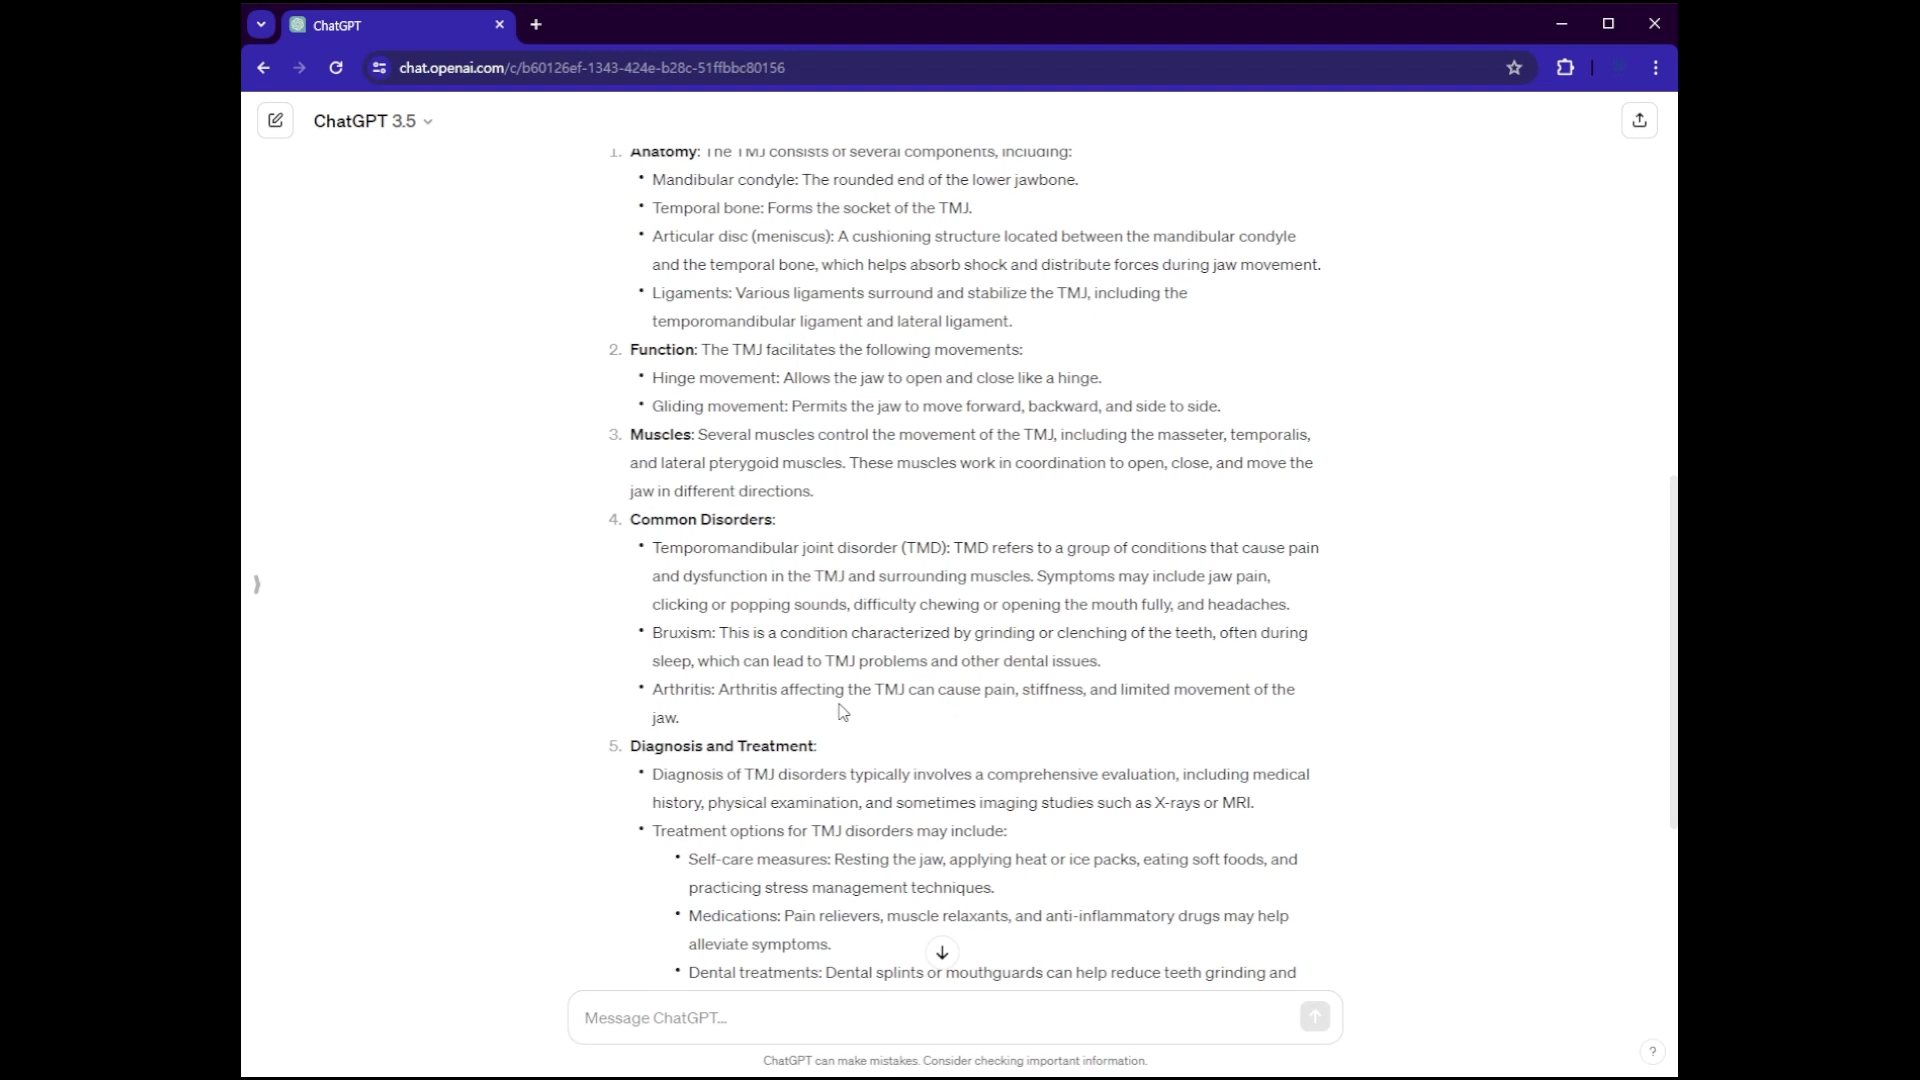 ChatGPT
chat.openai.com/c/b60126ef-1343-424e-b28c-51ffbbc80156
ChatGPT 3.5
1. Anatomy: The TMJ consists of several components, including:
• Mandibular condyle: The rounded end of the lower jawbone.
• Temporal bone: Forms the socket of the TMJ.
• Articular disc (meniscus): A cushioning structure located between the mandibular condyle
and the temporal bone, which helps absorb shock and distribute forces during jaw movement.
• Ligaments: Various ligaments surround and stabilize the TMJ, including the
temporomandibular ligament and lateral ligament.
2. Function: The TMJ facilitates the following movements:
• Hinge movement: Allows the jaw to open and close like a hinge.
• Gliding movement: Permits the jaw to move forward, backward, and side to side.
3. Muscles: Several muscles control the movement of the TMJ, including the masseter, temporalis,
and lateral pterygoid muscles. These muscles work in coordination to open, close, and move the
jaw in different directions.
4. Common Disorders:
• Temporomandibular joint disorder (TMD): TMD refers to a group of conditions that cause pain
and dysfunction in the TMJ and surrounding muscles. Symptoms may include jaw pain,
clicking or popping sounds, difficulty chewing or opening the mouth fully, and headaches.
• Bruxism: This is a condition characterized by grinding or clenching of the teeth, often during
sleep, which can lead to TMJ problems and other dental issues.
• Arthritis: Arthritis affecting the TMJ can cause pain, stiffness, and limited movement of the
jaw.
5. Diagnosis and Treatment:
• Diagnosis of TMJ disorders typically involves a comprehensive evaluation, including medical
history, physical examination, and sometimes imaging studies such as X-rays or MRI.
• Treatment options for TMJ disorders may include:
• Self-care measures: Resting the jaw, applying heat or ice packs, eating soft foods, and
practicing stress management techniques.
• Medications: Pain relievers, muscle relaxants, and anti-inflammatory drugs may help
alleviate symptoms.
• Dental treatments: Dental splints or mouthguards can help reduce teeth grinding and
Message ChatGPT...
ChatGPT can make mistakes. Consider checking important information.
?